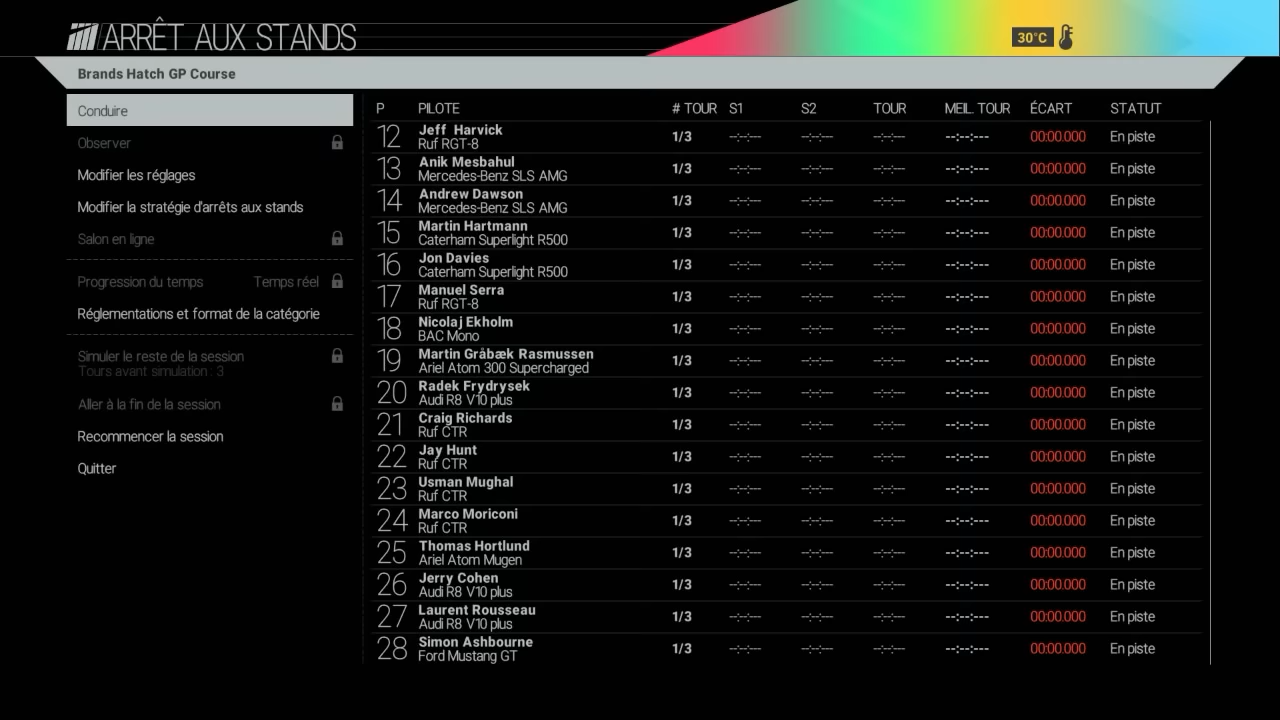 ARRÊT AUX STANDS
30°C
Brands Hatch GP Course
Conduire
Observer
Modifier les réglages
Modifier la stratégie d'arrêts aux stands
Salon en ligne
Progression du temps Temps réel
Réglementations et format de la catégorie
Simuler le reste de la session
Tours avant simulation : 3
Aller à la fin de la session
Recommencer la session
Quitter
P PILOTE # TOUR S1 S2 TOUR MEIL. TOUR ÉCART STATUT
12 Jeff Harvick 1/3 --:--:--- --:--:--- --:--:--- --:--:--- 00:00.000 En piste
Ruf RGT-8
13 Anik Mesbahul 1/3 --:--:--- --:--:--- --:--:--- --:--:--- 00:00.000 En piste
Mercedes-Benz SLS AMG
14 Andrew Dawson 1/3 --:--:--- --:--:--- --:--:--- --:--:--- 00:00.000 En piste
Mercedes-Benz SLS AMG
15 Martin Hartmann 1/3 --:--:--- --:--:--- --:--:--- --:--:--- 00:00.000 En piste
Caterham Superlight R500
16 Jon Davies 1/3 --:--:--- --:--:--- --:--:--- --:--:--- 00:00.000 En piste
Caterham Superlight R500
17 Manuel Serra 1/3 --:--:--- --:--:--- --:--:--- --:--:--- 00:00.000 En piste
Ruf RGT-8
18 Nicolaj Ekholm 1/3 --:--:--- --:--:--- --:--:--- --:--:--- 00:00.000 En piste
BAC Mono
19 Martin Gråbæk Rasmussen 1/3 --:--:--- --:--:--- --:--:--- --:--:--- 00:00.000 En piste
Ariel Atom 300 Supercharged
20 Radek Frydrysek 1/3 --:--:--- --:--:--- --:--:--- --:--:--- 00:00.000 En piste
Audi R8 V10 plus
21 Craig Richards 1/3 --:--:--- --:--:--- --:--:--- --:--:--- 00:00.000 En piste
Ruf CTR
22 Jay Hunt 1/3 --:--:--- --:--:--- --:--:--- --:--:--- 00:00.000 En piste
Ruf CTR
23 Usman Mughal 1/3 --:--:--- --:--:--- --:--:--- --:--:--- 00:00.000 En piste
Ruf CTR
24 Marco Moriconi 1/3 --:--:--- --:--:--- --:--:--- --:--:--- 00:00.000 En piste
Ruf CTR
25 Thomas Hortlund 1/3 --:--:--- --:--:--- --:--:--- --:--:--- 00:00.000 En piste
Ariel Atom Mugen
26 Jerry Cohen 1/3 --:--:--- --:--:--- --:--:--- --:--:--- 00:00.000 En piste
Audi R8 V10 plus
27 Laurent Rousseau 1/3 --:--:--- --:--:--- --:--:--- --:--:--- 00:00.000 En piste
Audi R8 V10 plus
28 Simon Ashbourne 1/3 --:--:--- --:--:--- --:--:--- --:--:--- 00:00.000 En piste
Ford Mustang GT